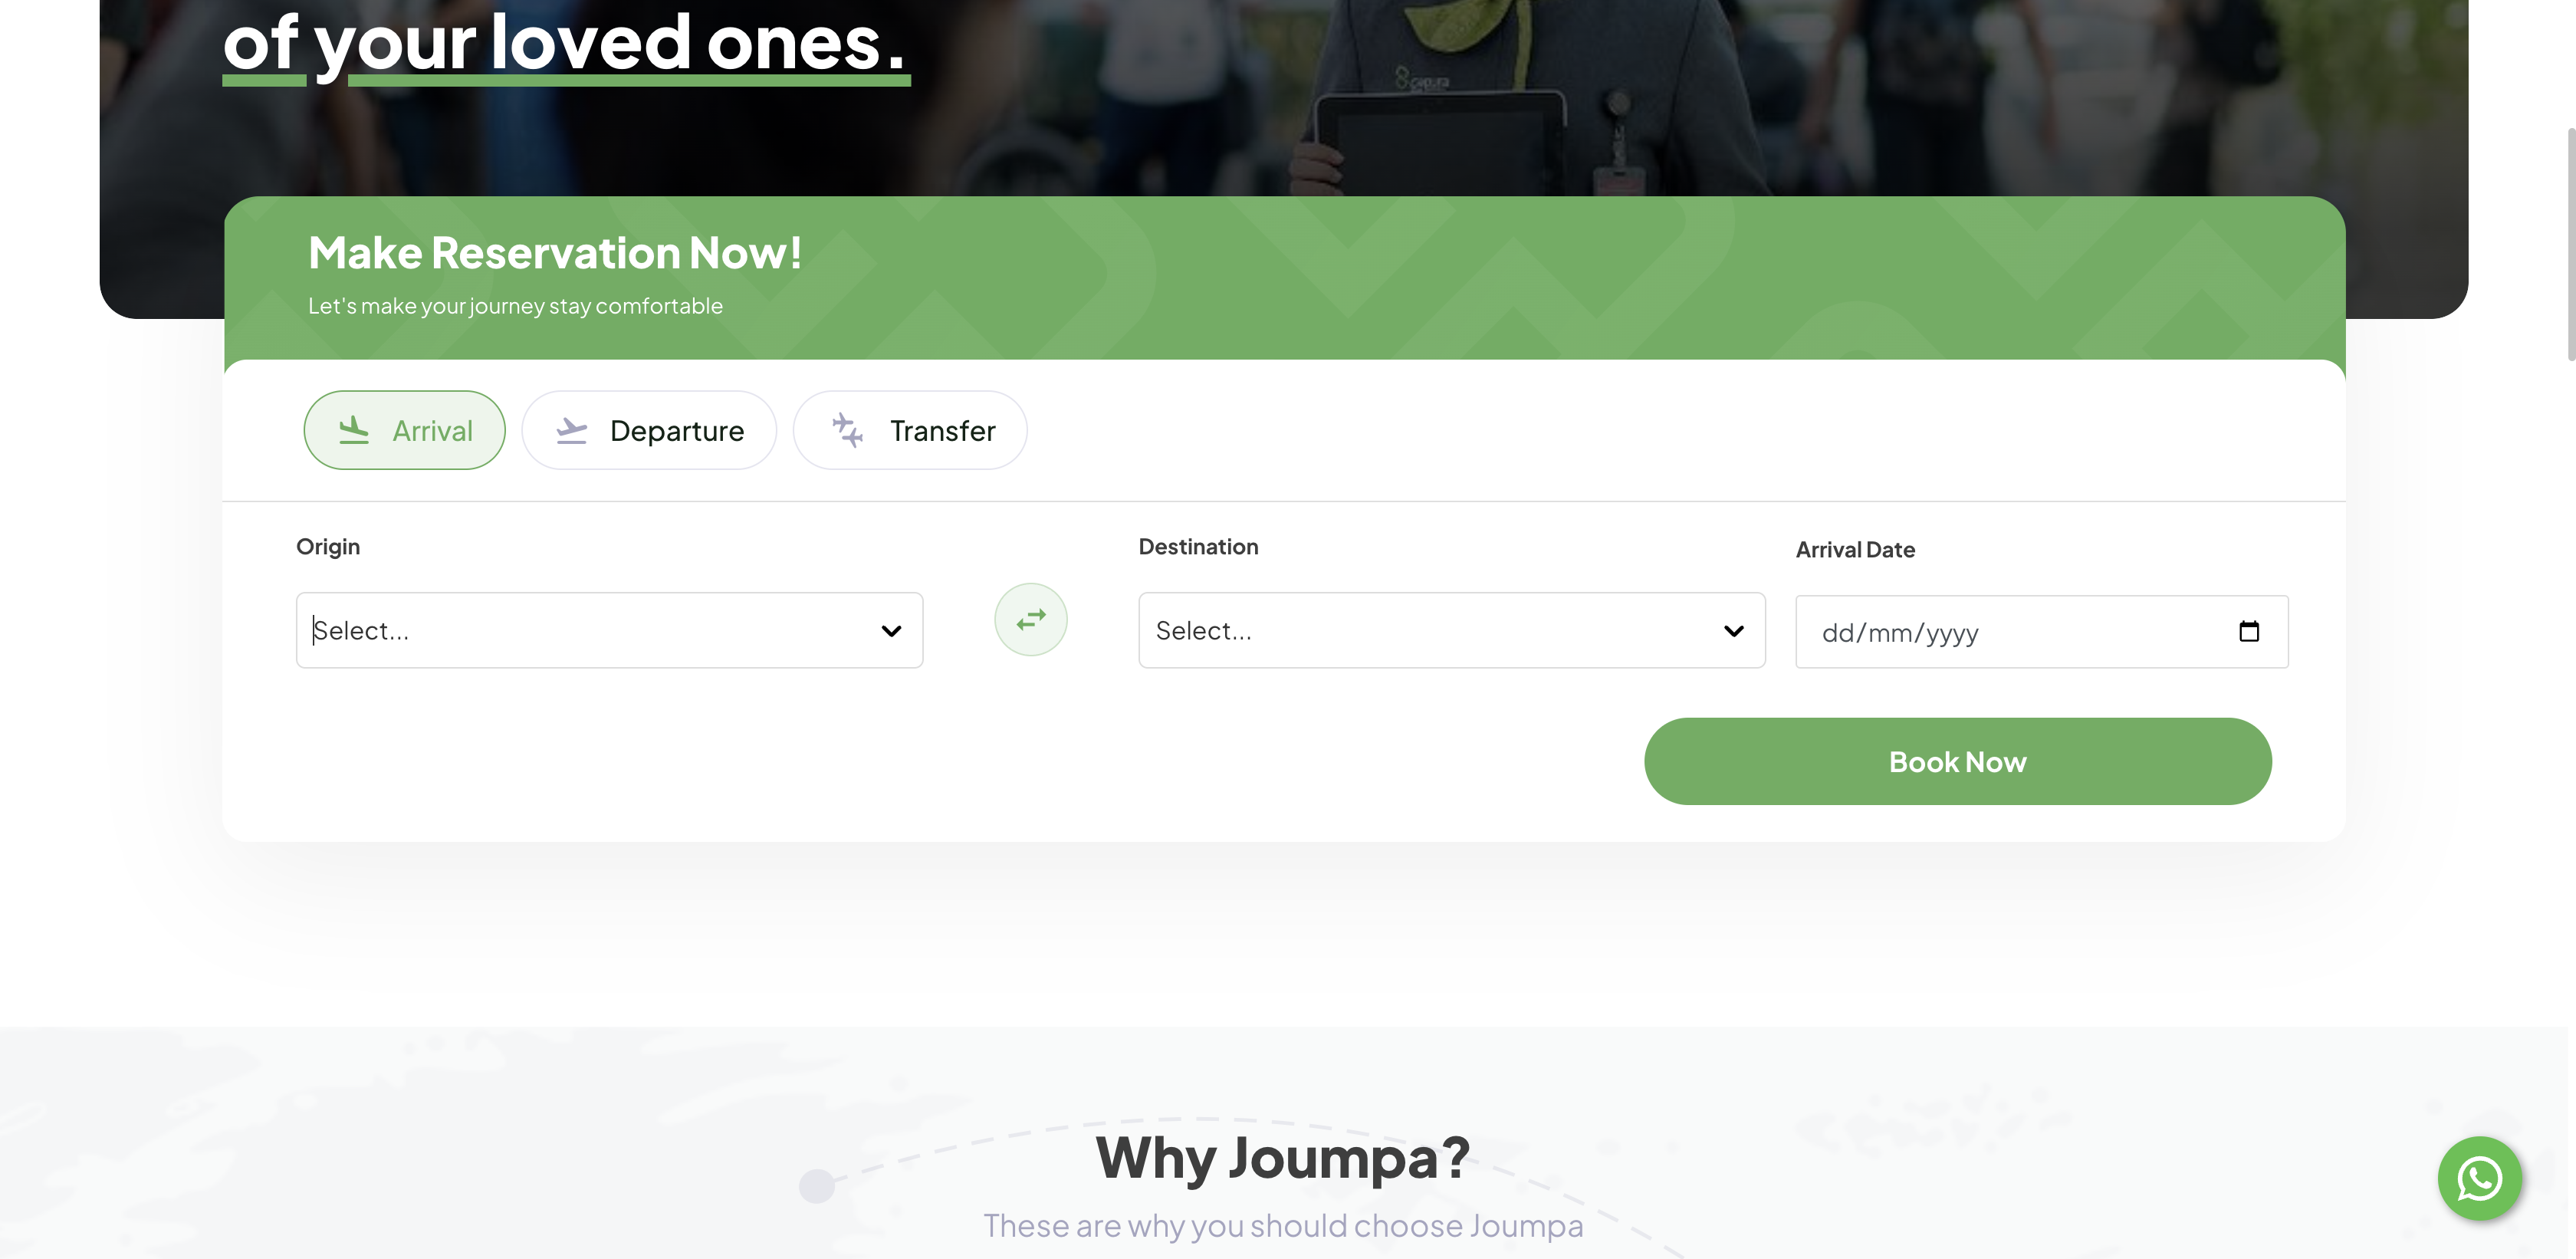 of your loved ones.
Make Reservation Now!
Let's make your journey stay comfortable
Arrival
Departure
Transfer
Origin
Destination
Arrival Date
Select...
Select...
dd/mm/yyyy
Book Now
Why Joumpa?
These are why you should choose Joumpa